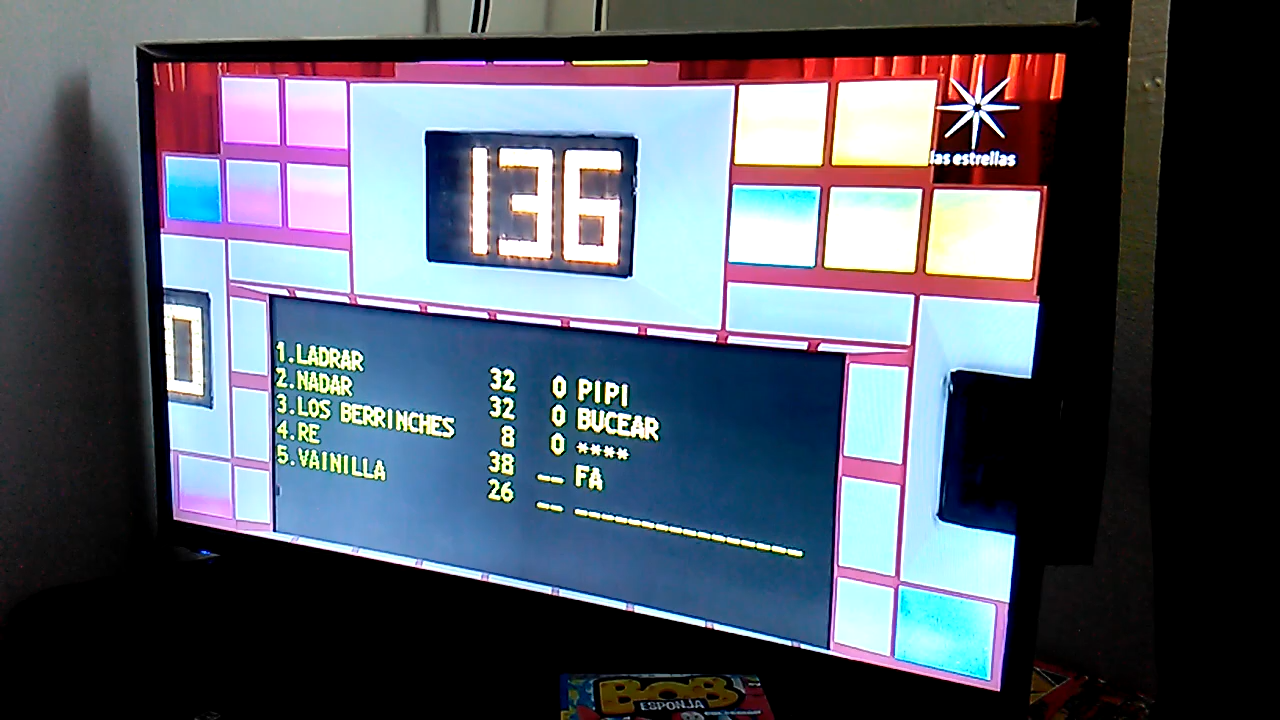 136
las estrellas
0
1.LADRAR 32 0 PIPI
2.NADAR 32 0 BUCEAR
3.LOS BERRINCHES 8 0 ****
4.RE 38 -- FA
5.VAINILLA 26 -- -----------------
BOB
ESPONJA